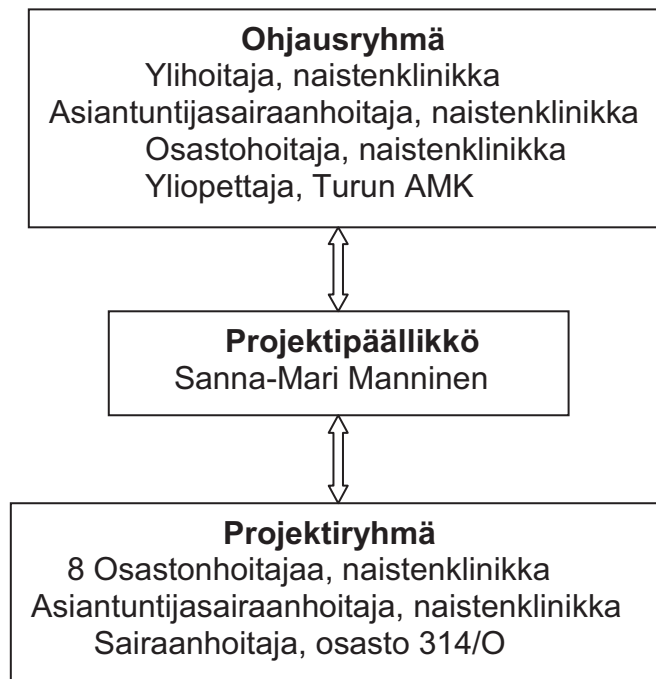 Ohjausryhmä
Ylihoitaja, naistenklinikka
Asiantuntijasairaanhoitaja, naistenklinikka
Osastohoitaja, naistenklinikka
Yliopettaja, Turun AMK
Projektipäällikkö
Sanna-Mari Manninen
Projektiryhmä
8 Osastonhoitajaa, naistenklinikka
Asiantuntijasairaanhoitaja, naistenklinikka
Sairaanhoitaja, osasto 314/O